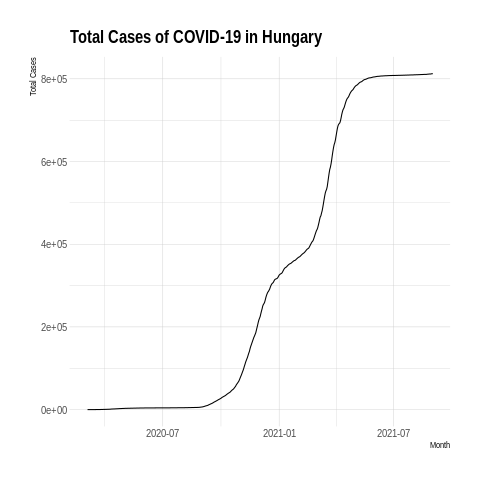 Total Cases of COVID-19 in Hungary
Total Cases
8e+05
6e+05
4e+05
2e+05
0e+00
2020-07
2021-01
2021-07
Month